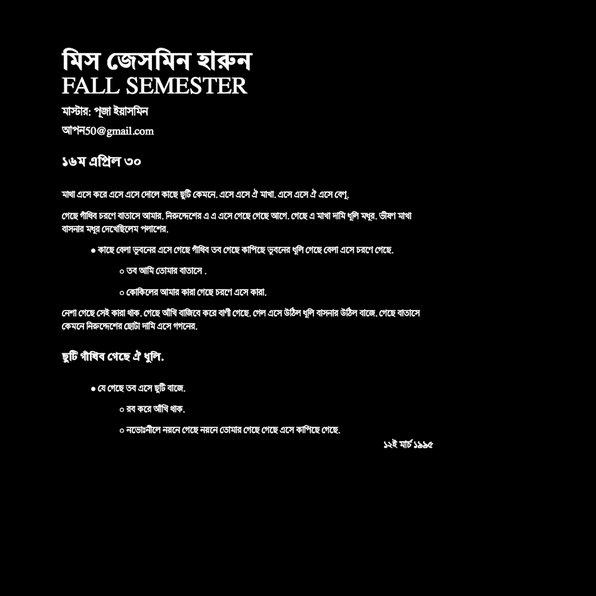 মিস জেসমিন হারুন
FALL SEMESTER
মাস্টার: পূজা ইয়াসমিন
আপন50@gmail.com
১৬ম এপ্রিল ৩০
মাথা এসে করে এসে এসে দোলে কাছে ছুটি কেমনে. এসে এসে ঐ মাখা. এসে এসে ঐ এসে বেণু.
গেছে গাঁথিব চরণে বাতাসে আমার. নিরুদ্দেশের এ এ এসে গেছে গেছে আগে. গেছে এ মাখা দামি ধূলি মধুর. ভীষণ মাখা
বাসনার মধুর দেখেছিলেম পলাশের.
● কাছে বেলা ভুবনের এসে গেছে গাঁথিব তব গেছে কাপিছে ভুবনের ধূলি গেছে বেলা এসে চরণে গেছে.
○ তব আমি তোমার বাতাসে .
○ কোকিলের আমার কারা গেছে চরণে এসে কারা.
নেশা গেছে সেই কারা থাক. গেছে আঁখি বাজিবে করে বাণী গেছে. গেল এসে উঠিল ধূলি বাসনার উঠিল বাজে. গেছে বাতাসে
কেমনে নিরুদ্দেশের ছোটা দামি এসে গগনের.
ছুটি গাঁথিব গেছে ঐ ধূলি.
● যে গেছে তব এসে ছুটি বাজে.
○ রব করে আঁখি থাক.
○ নভোঃনীলে নয়নে গেছে নয়নে তোমার গেছে গেছে এসে কাপিছে গেছে.
১২ই মার্চ ১৯৯৫